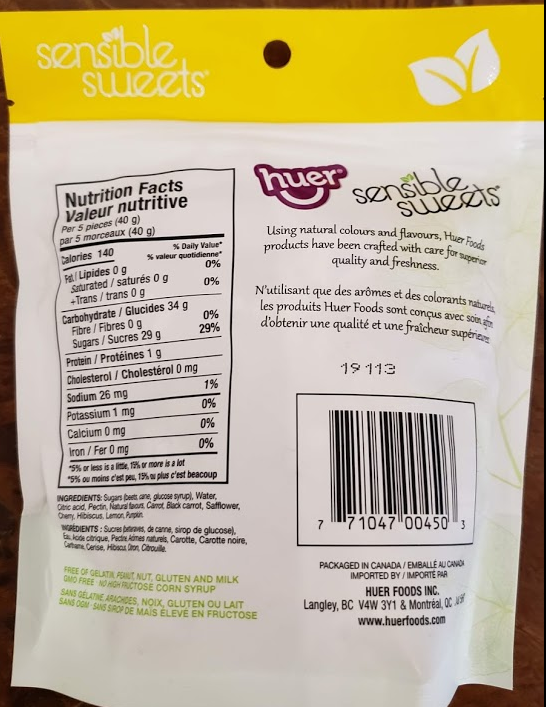 sensible
sweets
Nutrition Facts
Valeur nutritive
Per 5 pieces (40 g)
par 5 morceaux (40 g)
Calories 140
% Daily Value*
% valeur quotidienne*
Fat / Lipides 0 g 0%
Saturated / saturés 0 g
+Trans / trans 0 g 0%
Carbohydrate / Glucides 34 g
Fibre / Fibres 0 g 0%
Sugars / Sucres 29 g 29%
Protein / Protéines 1 g
Cholesterol / Cholestérol 0 mg
Sodium 26 mg 1%
Potassium 1 mg 0%
Calcium 0 mg 0%
Iron / Fer 0 mg 0%
*5% or less is a little, 15% or more is a lot
*5% ou moins c'est peu, 15% ou plus c'est beaucoup
INGREDIENTS: Sugars (beets, cane, glucose syrup), Water,
Citric acid, Pectin, Natural flavours, Carrot, Black carrot, Safflower,
Cherry, Hibiscus, Lemon, Pumpkin.
INGRÉDIENTS : Sucres (betteraves, de canne, sirop de glucose),
Eau, Acide citrique, Pectine, Arômes naturels, Carotte, Carotte noire,
Carthame, Cerise, Hibiscus, Citron, Citrouille.
FREE OF GELATIN, PEANUT, NUT, GLUTEN AND MILK
GMO FREE · NO HIGH FRUCTOSE CORN SYRUP
SANS GÉLATINE, ARACHIDES, NOIX, GLUTEN OU LAIT
SANS OGM · SANS SIROP DE MAÏS ÉLEVÉ EN FRUCTOSE
huer
sensible
sweets
Using natural colours and flavours, Huer Foods
products have been crafted with care for superior
quality and freshness.
N'utilisant que des arômes et des colorants naturels,
les produits Huer Foods sont conçus avec soin afin
d'obtenir une qualité et une fraîcheur supérieures
19 113
7 71047 00450 3
PACKAGED IN CANADA / EMBALLÉ AU CANADA
IMPORTED BY / IMPORTÉ PAR
HUER FOODS INC.
Langley, BC V4W 3Y1 & Montréal, QC
www.huerfoods.com